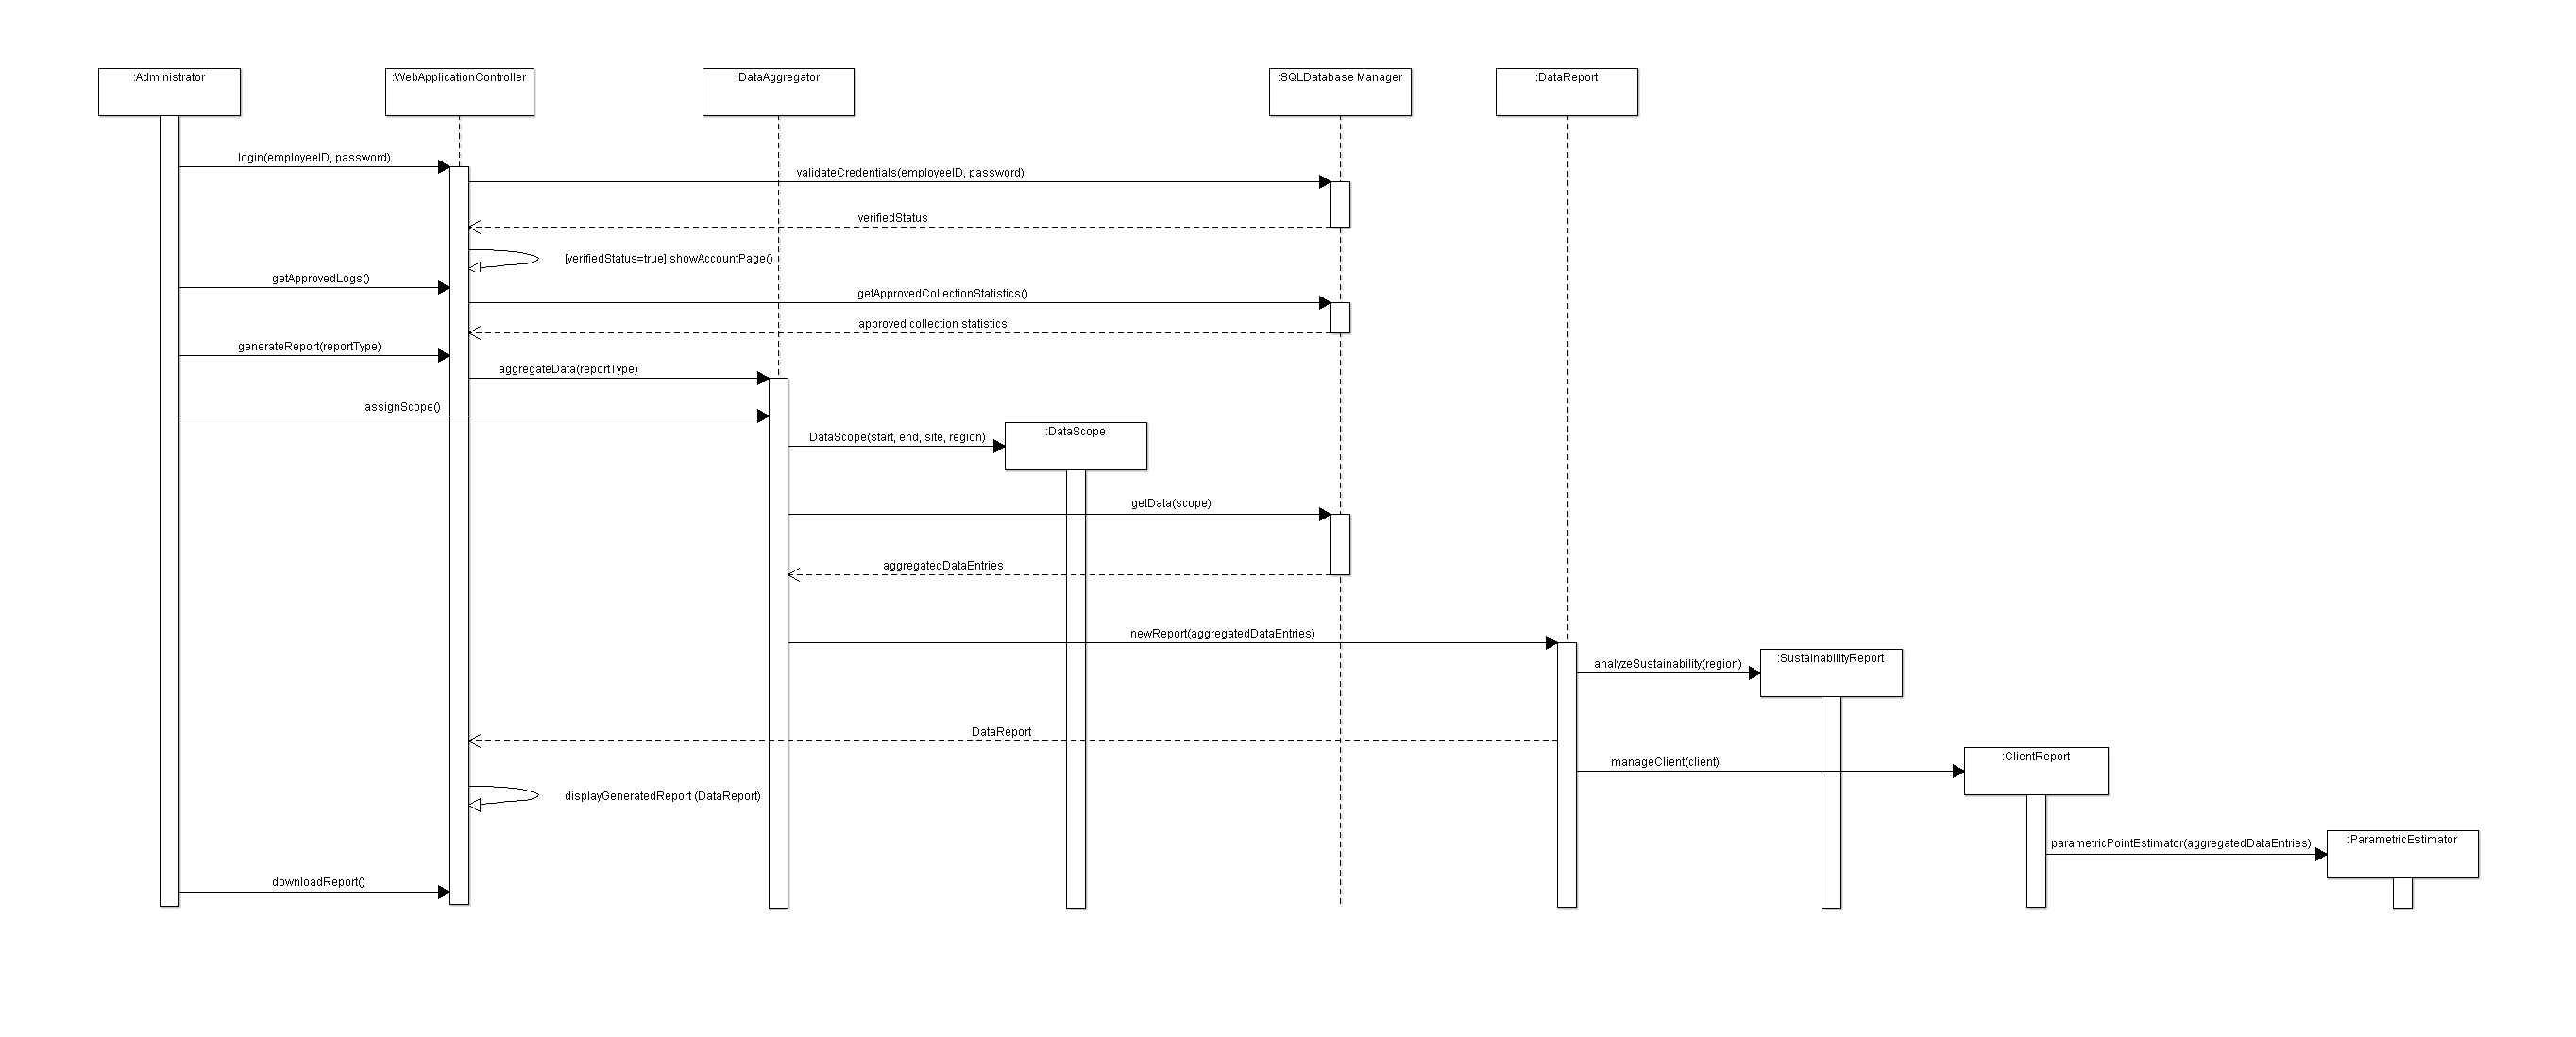 :Administrator
:WebApplicationController
:DataAggregator
:SQLDatabase Manager
:DataReport
login(employeeID, password)
validateCredentials(employeeID, password)
verifiedStatus
[verifiedStatus=true] showAccountPage()
getApprovedLogs()
getApprovedCollectionStatistics()
approved collection statistics
generateReport(reportType)
aggregateData(reportType)
assignScope()
DataScope(start, end, site, region)
:DataScope
getData(scope)
aggregatedDataEntries
newReport(aggregatedDataEntries)
analyzeSustainability(region)
:SustainabilityReport
DataReport
manageClient(client)
:ClientReport
displayGeneratedReport (DataReport)
parametricPointEstimator(aggregatedDataEntries)
:ParametricEstimator
downloadReport()